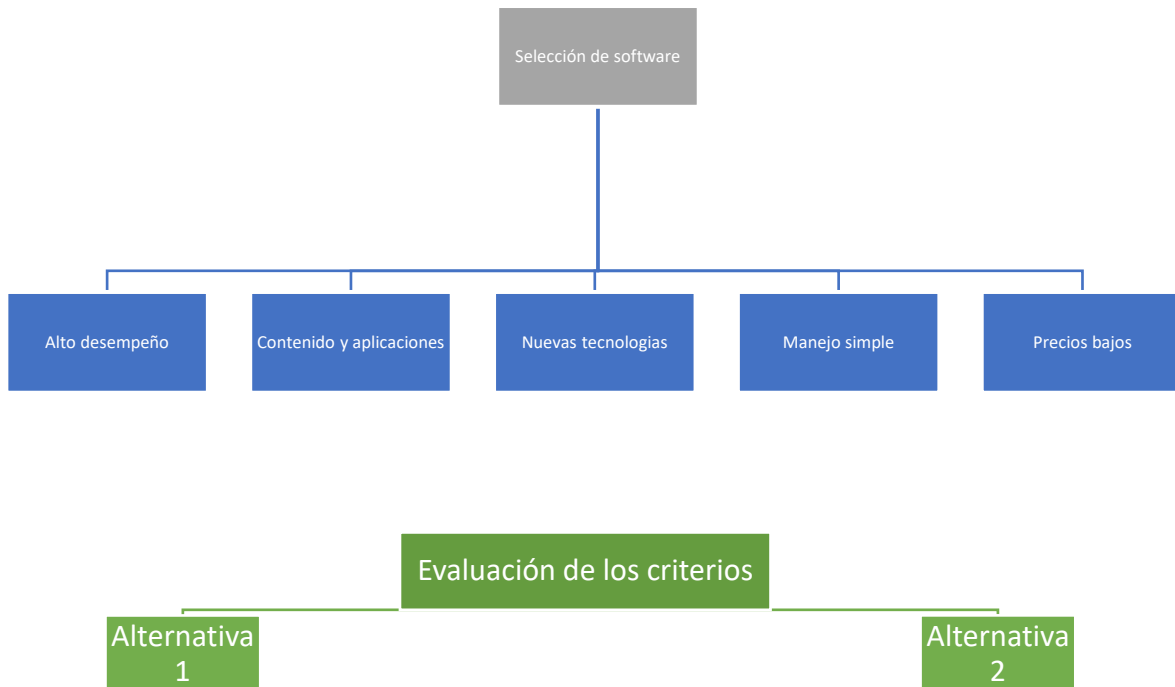 Selección de software
Alto desempeño
Contenido y aplicaciones
Nuevas tecnologias
Manejo simple
Precios bajos
Evaluación de los criterios
Alternativa
1
Alternativa
2